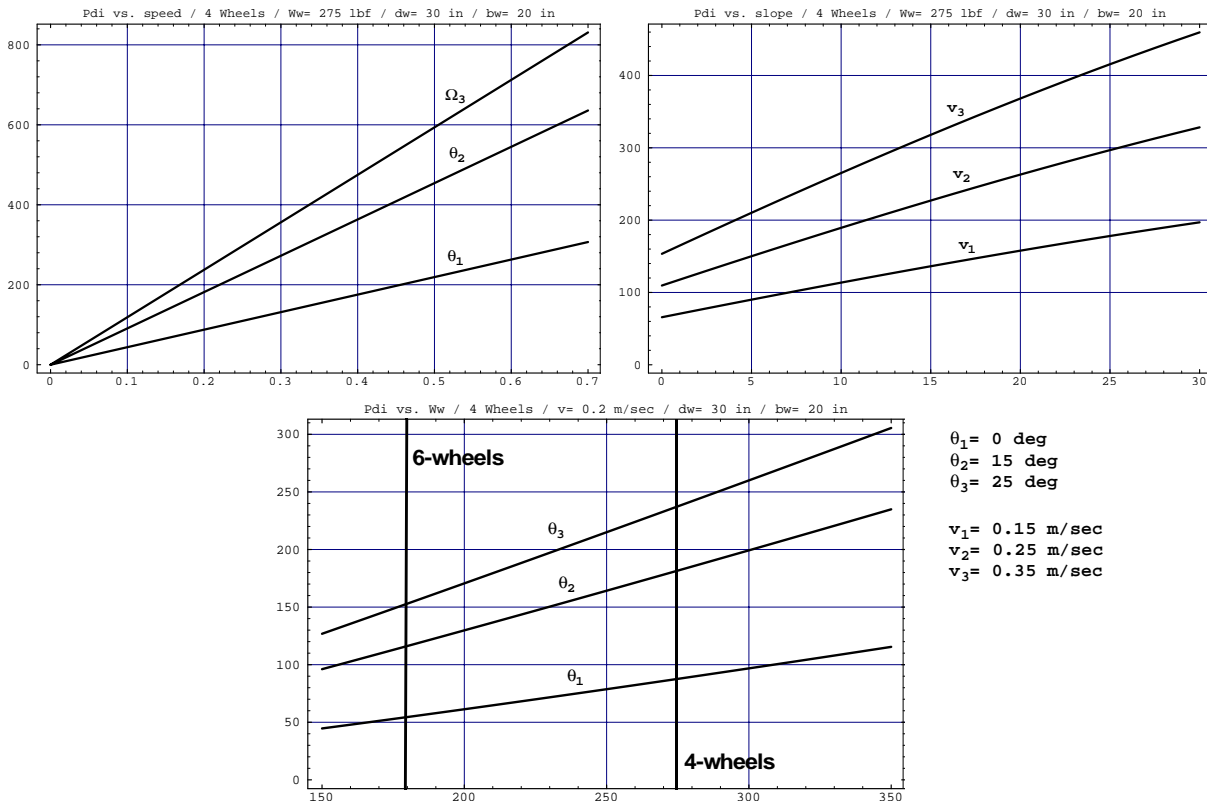 Pdi vs. speed / 4 Wheels / Ww= 275 lbf / dw= 30 in / bw= 20 in
800
600
400
200
0
Ω3
θ2
θ1
0 0.1 0.2 0.3 0.4 0.5 0.6 0.7
Pdi vs. slope / 4 Wheels / Ww= 275 lbf / dw= 30 in / bw= 20 in
400
300
200
100
0
v3
v2
v1
0 5 10 15 20 25 30
Pdi vs. Ww / 4 Wheels / v= 0.2 m/sec / dw= 30 in / bw= 20 in
300
250
200
150
100
50
0
6-wheels
θ3
θ2
θ1
4-wheels
150 200 250 300 350
θ1= 0 deg
θ2= 15 deg
θ3= 25 deg
v1= 0.15 m/sec
v2= 0.25 m/sec
v3= 0.35 m/sec